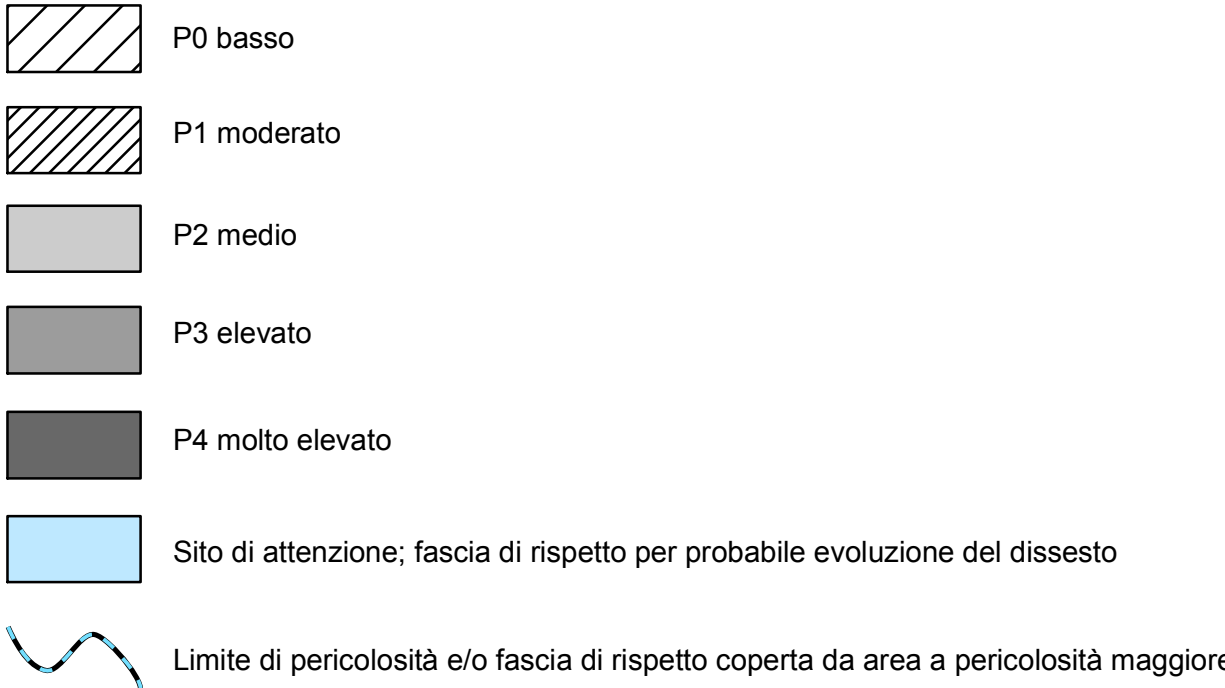 P0 basso
P1 moderato
P2 medio
P3 elevato
P4 molto elevato
Sito di attenzione; fascia di rispetto per probabile evoluzione del dissesto
Limite di pericolosità e/o fascia di rispetto coperta da area a pericolosità maggiore